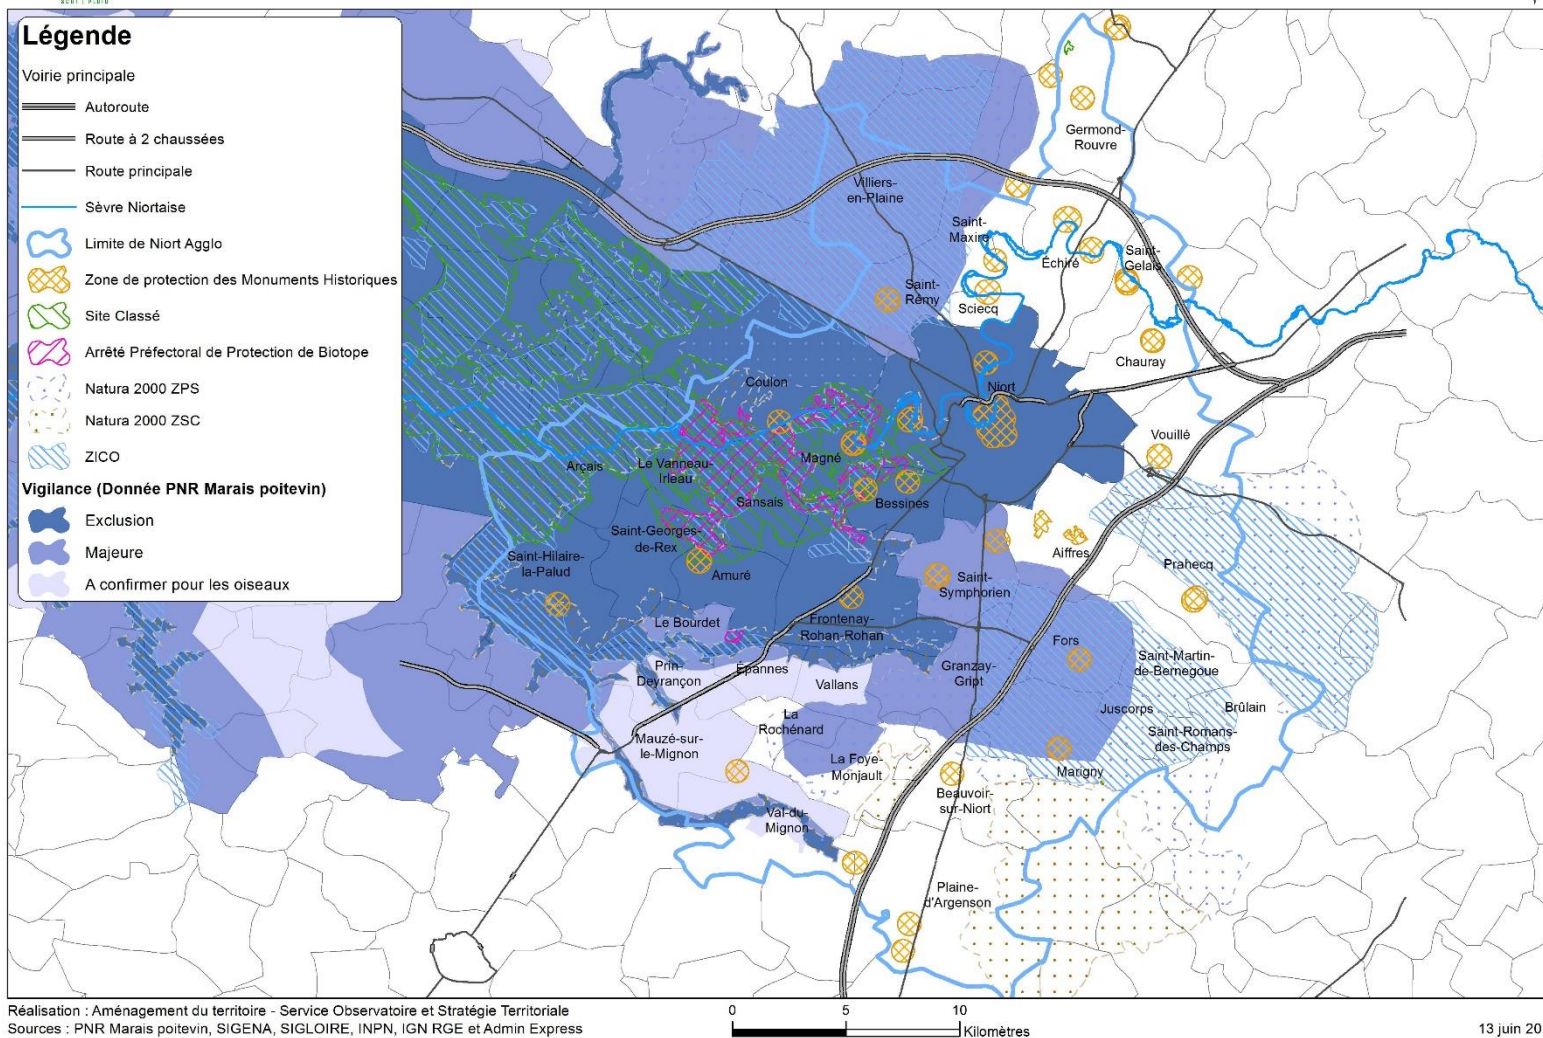 Légende
Voirie principale
Autoroute
Route à 2 chaussées
Route principale
Sèvre Niortaise
Limite de Niort Agglo
Zone de protection des Monuments Historiques
Site Classé
Arrêté Préfectoral de Protection de Biotope
Natura 2000 ZPS
Natura 2000 ZSC
ZICO
Vigilance (Donnée PNR Marais poitevin)
Exclusion
Majeure
A confirmer pour les oiseaux
Germond-
Rouvre
Villiers-
en-Plaine
Saint-
Maxire
Échiré
Saint-
Gelais
Saint-
Rémy
Sciecq
Chauray
Coulon
Niort
Vouillé
Arçais
Le Vanneau-
Irleau
Magné
Sansais
Bessines
Saint-Georges-
de-Rex
Saint-Hilaire-
la-Palud
Amuré
Aiffres
Prahecq
Saint-
Symphorien
Le Bourdet
Frontenay-
Rohan-Rohan
Fors
Prin-
Deyrançon
Épannes
Vallans
Granzay-
Gript
Saint-Martin-
de-Bernegoue
Juscorps
Brûlain
La
Rochénard
Saint-Romans-
des-Champs
Mauzé-sur-
le-Mignon
La Foye-
Monjault
Marigny
Beauvoir-
sur-Niort
Val-du-
Mignon
Plaine-
d'Argenson
Réalisation : Aménagement du territoire - Service Observatoire et Stratégie Territoriale
Sources : PNR Marais poitevin, SIGENA, SIGLOIRE, INPN, IGN RGE et Admin Express
0 5 10
Kilomètres
13 juin 20